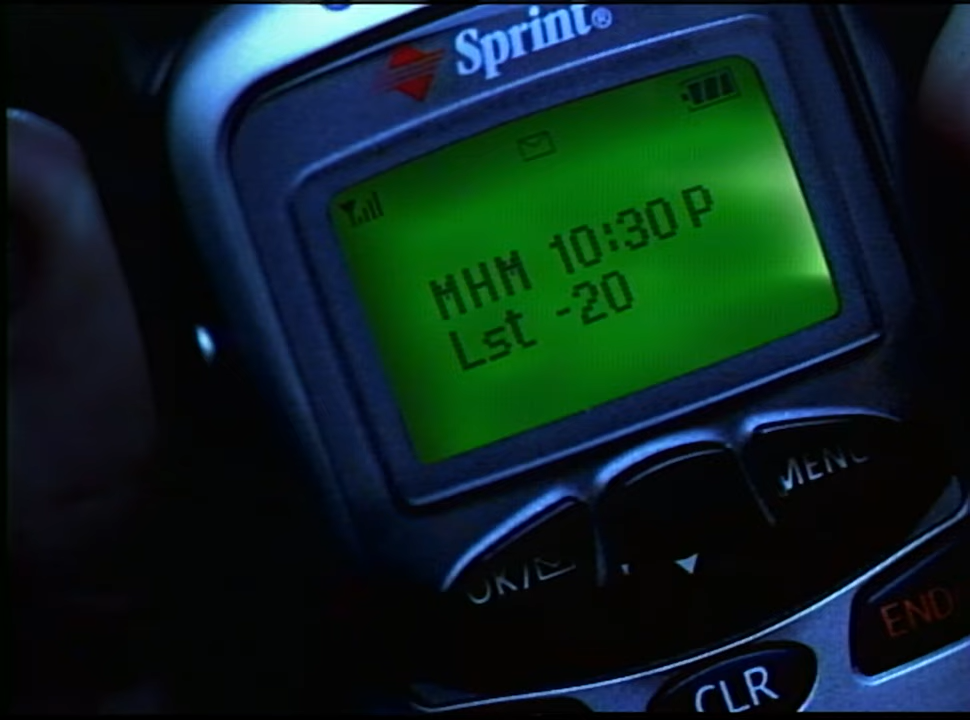 Sprint®
MHM 10:30P
Lst -20
OK/
MENU
END
CLR